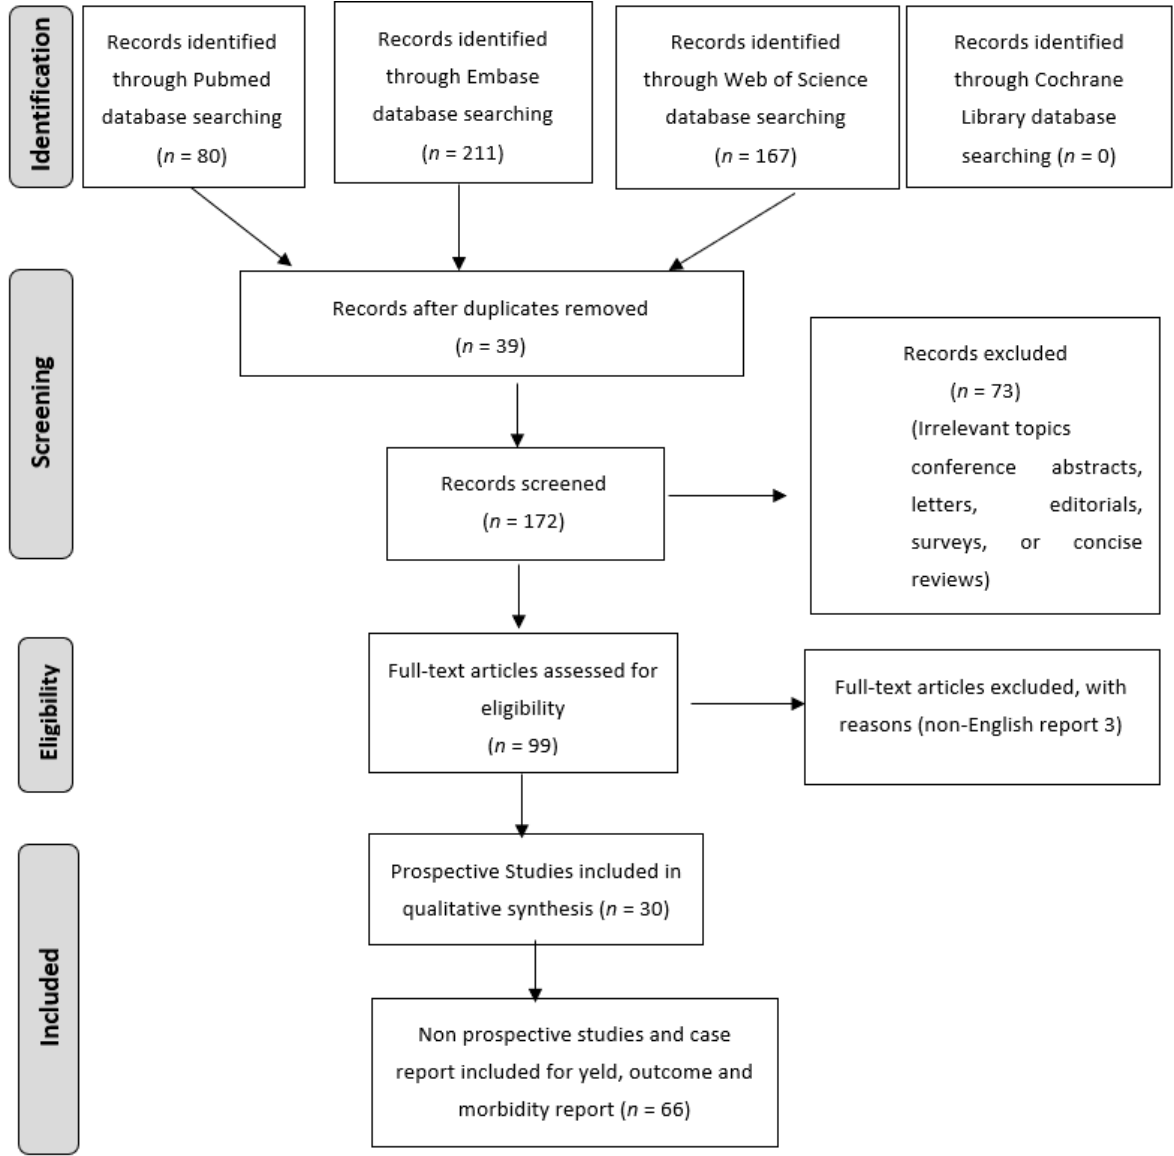 Identification
Records identified
through Pubmed
database searching
(n = 80)
Records identified
through Embase
database searching
(n = 211)
Records identified
through Web of Science
database searching
(n = 167)
Records identified
through Cochrane
Library database
searching (n = 0)
Screening
Records after duplicates removed
(n = 39)
Records screened
(n = 172)
Records excluded
(n = 73)
(Irrelevant topics
conference abstracts,
letters, editorials,
surveys, or concise
reviews)
Eligibility
Full-text articles assessed for
eligibility
(n = 99)
Full-text articles excluded, with
reasons (non-English report 3)
Included
Prospective Studies included in
qualitative synthesis (n = 30)
Non prospective studies and case
report included for yeld, outcome and
morbidity report (n = 66)